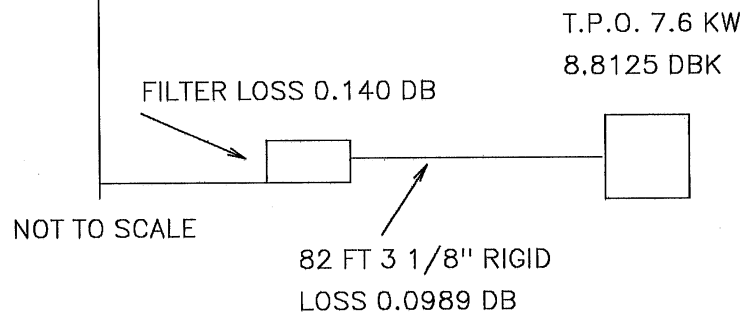 T.P.O. 7.6 KW
8.8125 DBK
FILTER LOSS 0.140 DB
NOT TO SCALE
82 FT 3 1/8" RIGID
LOSS 0.0989 DB